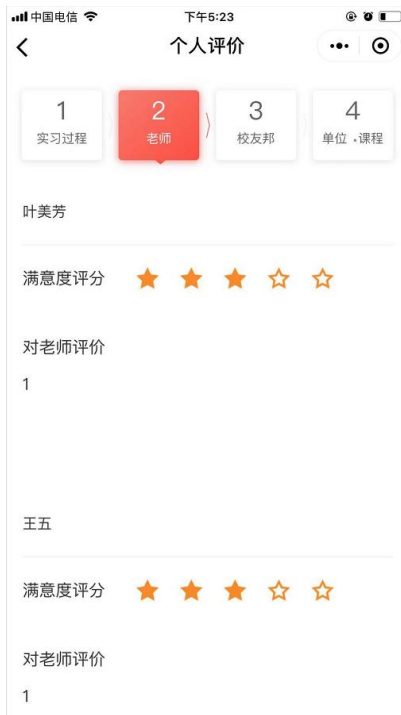 中国电信 下午5:23
个人评价
1 2 3 4
实习过程 老师 校友邦 单位 .课程
叶美芳
满意度评分
对老师评价
1
王五
满意度评分
对老师评价
1